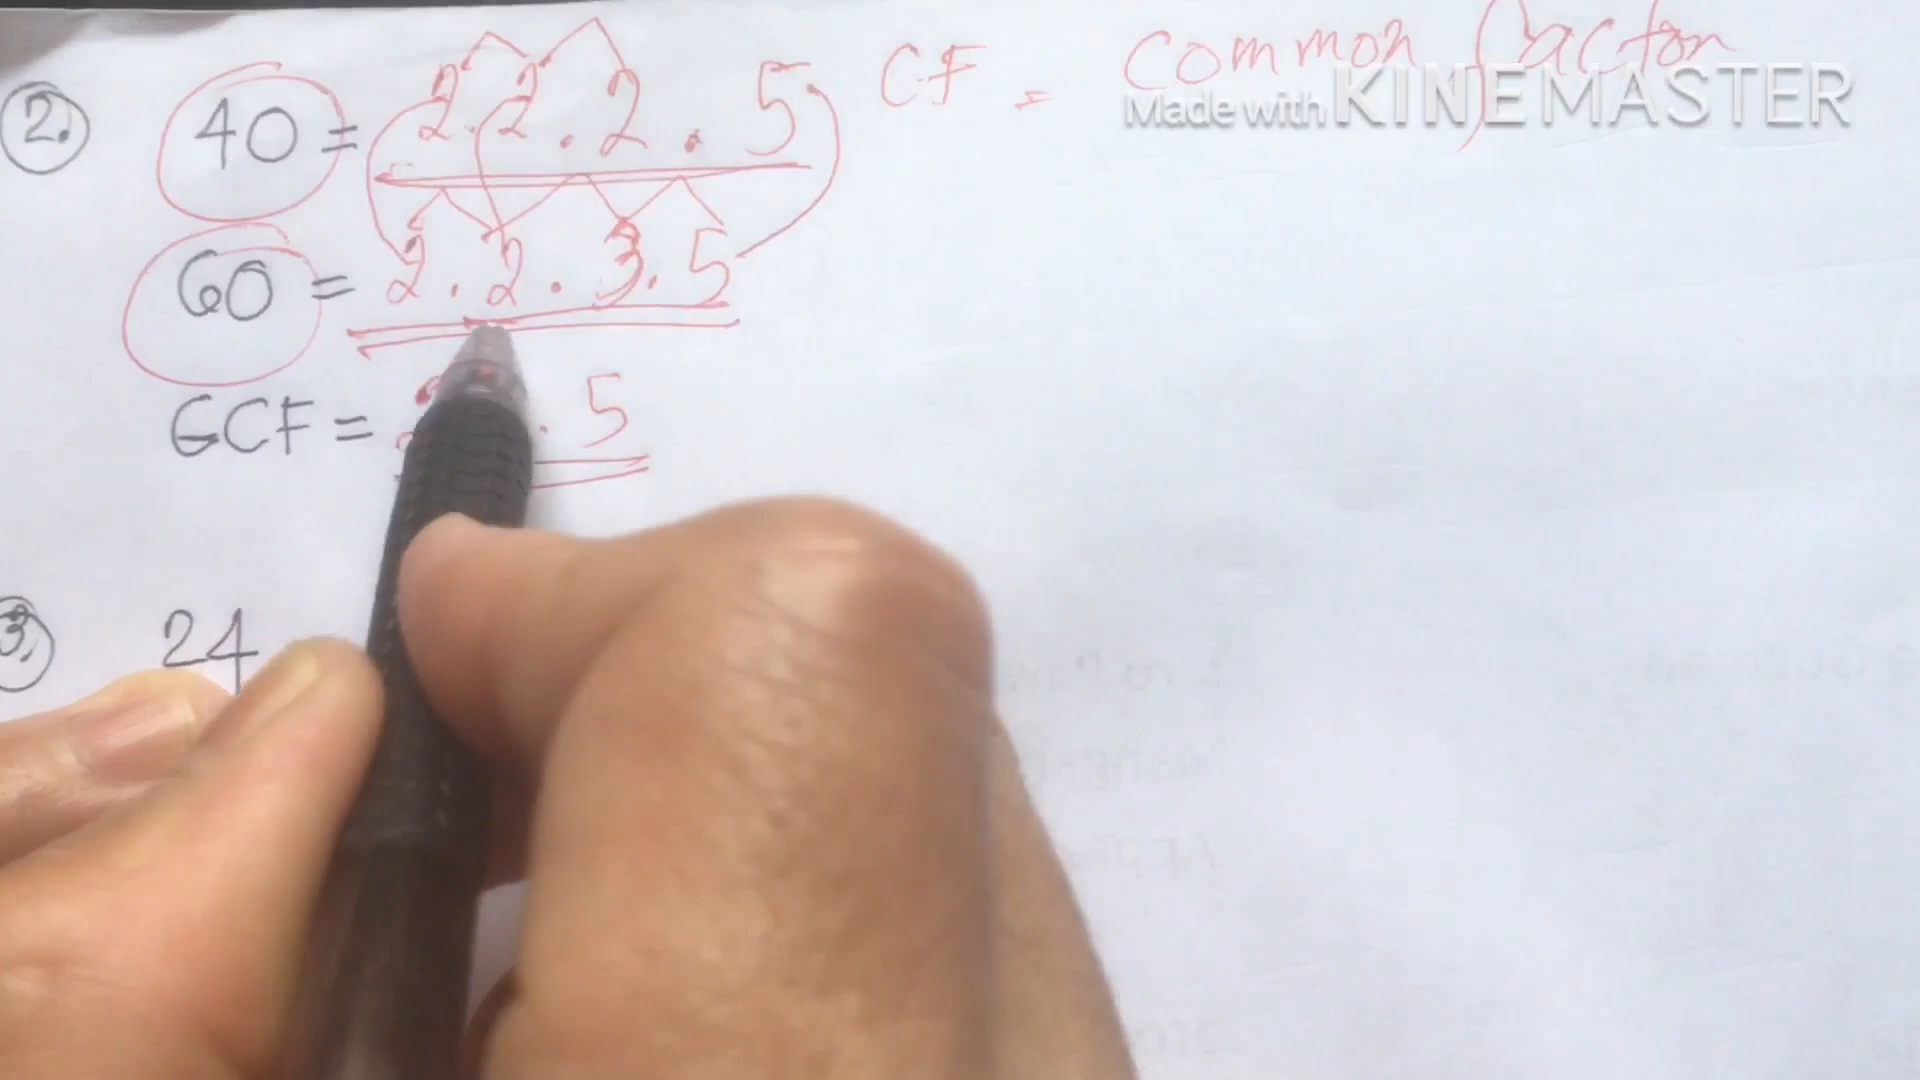 CF = Common factor
Made with KINEMASTER
2. 40 = 2 . 2 . 2 . 5
60 = 2 . 2 . 3 . 5
GCF = . 5
3. 24